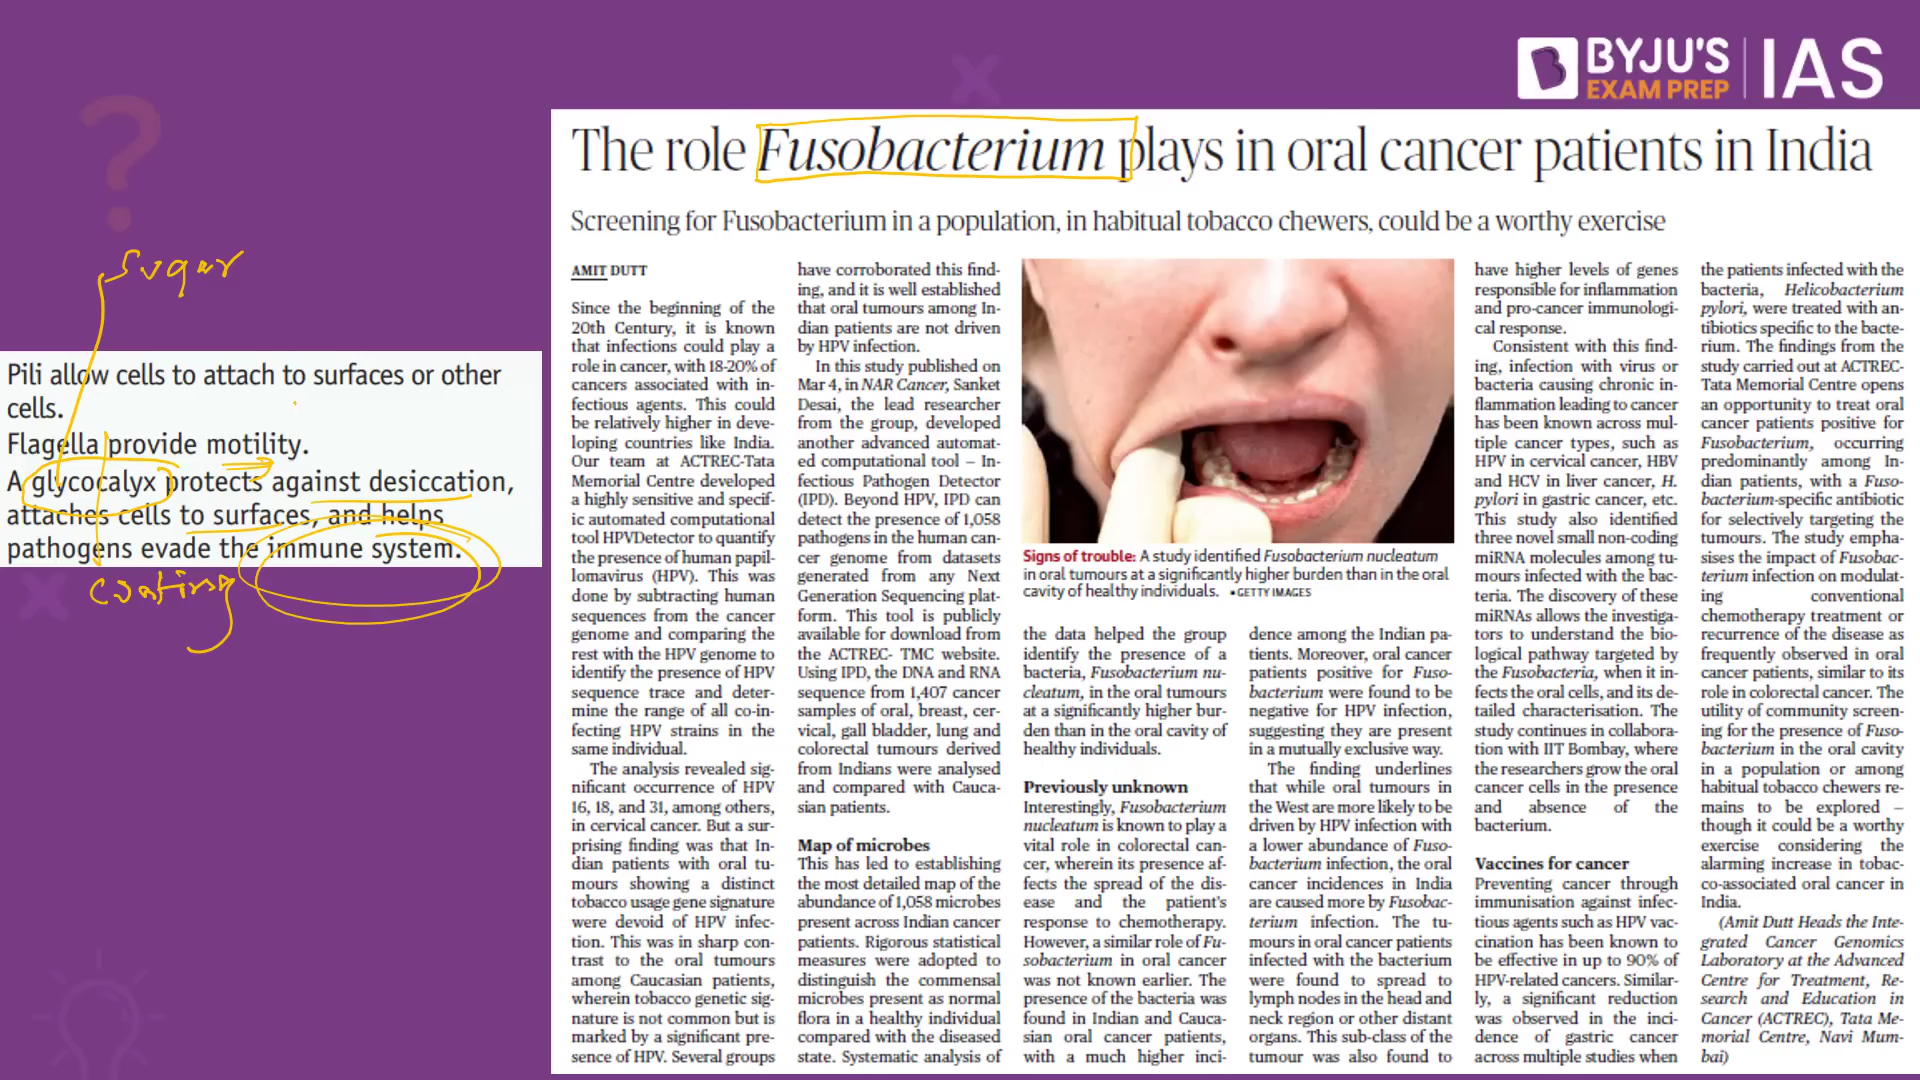 BYJU'S
EXAM PREP
IAS
Sugar
Pili allow cells to attach to surfaces or other
cells.
Flagella provide motility.
A glycocalyx protects against desiccation,
attaches cells to surfaces, and helps
pathogens evade the immune system.
coating
The role Fusobacterium plays in oral cancer patients in India
Screening for Fusobacterium in a population, in habitual tobacco chewers, could be a worthy exercise
AMIT DUTT
Since the beginning of the
20th Century, it is known
that infections could play a
role in cancer, with 18-20% of
cancers associated with in-
fectious agents. This could
be relatively higher in deve-
loping countries like India.
Our team at ACTREC-Tata
Memorial Centre developed
a highly sensitive and specif-
ic automated computational
tool HPVDetector to quantify
the presence of human papil-
lomavirus (HPV). This was
done by subtracting human
sequences from the cancer
genome and comparing the
rest with the HPV genome to
identify the presence of HPV
sequence trace and deter-
mine the range of all co-in-
fecting HPV strains in the
same individual.
The analysis revealed sig-
nificant occurrence of HPV
16, 18, and 31, among others,
in cervical cancer. But a sur-
prising finding was that In-
dian patients with oral tu-
mours showing a distinct
tobacco usage gene signature
were devoid of HPV infec-
tion. This was in sharp con-
trast to the oral tumours
among Caucasian patients,
wherein tobacco genetic sig-
nature is not common but is
marked by a significant pre-
sence of HPV. Several groups
have corroborated this find-
ing, and it is well established
that oral tumours among In-
dian patients are not driven
by HPV infection.
In this study published on
Mar 4, in NAR Cancer, Sanket
Desai, the lead researcher
from the group, developed
another advanced automat-
ed computational tool – In-
fectious Pathogen Detector
(IPD). Beyond HPV, IPD can
detect the presence of 1,058
pathogens in the human can-
cer genome from datasets
generated from any Next
Generation Sequencing plat-
form. This tool is publicly
available for download from
the ACTREC- TMC website.
Using IPD, the DNA and RNA
sequence from 1,407 cancer
samples of oral, breast, cer-
vical, gall bladder, lung and
colorectal tumours derived
from Indians were analysed
and compared with Cauca-
sian patients.
Map of microbes
This has led to establishing
the most detailed map of the
abundance of 1,058 microbes
present across Indian cancer
patients. Rigorous statistical
measures were adopted to
distinguish the commensal
microbes present as normal
flora in a healthy individual
compared with the diseased
state. Systematic analysis of
Signs of trouble: A study identified Fusobacterium nucleatum
in oral tumours at a significantly higher burden than in the oral
cavity of healthy individuals. • GETTY IMAGES
the data helped the group
identify the presence of a
bacteria, Fusobacterium nu-
cleatum, in the oral tumours
at a significantly higher bur-
den than in the oral cavity of
healthy individuals.
Previously unknown
Interestingly, Fusobacterium
nucleatum is known to play a
vital role in colorectal can-
cer, wherein its presence af-
fects the spread of the dis-
ease and the patient's
response to chemotherapy.
However, a similar role of Fu-
sobacterium in oral cancer
was not known earlier. The
presence of the bacteria was
found in Indian and Cauca-
sian oral cancer patients,
with a much higher inci-
dence among the Indian pa-
tients. Moreover, oral cancer
patients positive for Fuso-
bacterium were found to be
negative for HPV infection,
suggesting they are present
in a mutually exclusive way.
The finding underlines
that while oral tumours in
the West are more likely to be
driven by HPV infection with
a lower abundance of Fuso-
bacterium infection, the oral
cancer incidences in India
are caused more by Fusobac-
terium infection. The tu-
mours in oral cancer patients
infected with the bacterium
were found to spread to
lymph nodes in the head and
neck region or other distant
organs. This sub-class of the
tumour was also found to
have higher levels of genes
responsible for inflammation
and pro-cancer immunologi-
cal response.
Consistent with this find-
ing, infection with virus or
bacteria causing chronic in-
flammation leading to cancer
has been known across mul-
tiple cancer types, such as
HPV in cervical cancer, HBV
and HCV in liver cancer, H.
pylori in gastric cancer, etc.
This study also identified
three novel small non-coding
miRNA molecules among tu-
mours infected with the bac-
teria. The discovery of these
miRNAs allows the investiga-
tors to understand the bio-
logical pathway targeted by
the Fusobacteria, when it in-
fects the oral cells, and its de-
tailed characterisation. The
study continues in collabora-
tion with IIT Bombay, where
the researchers grow the oral
cancer cells in the presence
and absence of the
bacterium.
Vaccines for cancer
Preventing cancer through
immunisation against infec-
tious agents such as HPV vac-
cination has been known to
be effective in up to 90% of
HPV-related cancers. Similar-
ly, a significant reduction
was observed in the inci-
dence of gastric cancer
across multiple studies when
the patients infected with the
bacteria, Helicobacterium
pylori, were treated with an-
tibiotics specific to the bacte-
rium. The findings from the
study carried out at ACTREC-
Tata Memorial Centre opens
an opportunity to treat oral
cancer patients positive for
Fusobacterium, occurring
predominantly among In-
dian patients, with a Fuso-
bacterium-specific antibiotic
for selectively targeting the
tumours. The study empha-
sises the impact of Fusobac-
terium infection on modulat-
ing conventional
chemotherapy treatment or
recurrence of the disease as
frequently observed in oral
cancer patients, similar to its
role in colorectal cancer. The
utility of community screen-
ing for the presence of Fuso-
bacterium in the oral cavity
in a population or among
habitual tobacco chewers re-
mains to be explored –
though it could be a worthy
exercise considering the
alarming increase in tobac-
co-associated oral cancer in
India.
(Amit Dutt Heads the Inte-
grated Cancer Genomics
Laboratory at the Advanced
Centre for Treatment, Re-
search and Education in
Cancer (ACTREC), Tata Me-
morial Centre, Navi Mum-
bai)